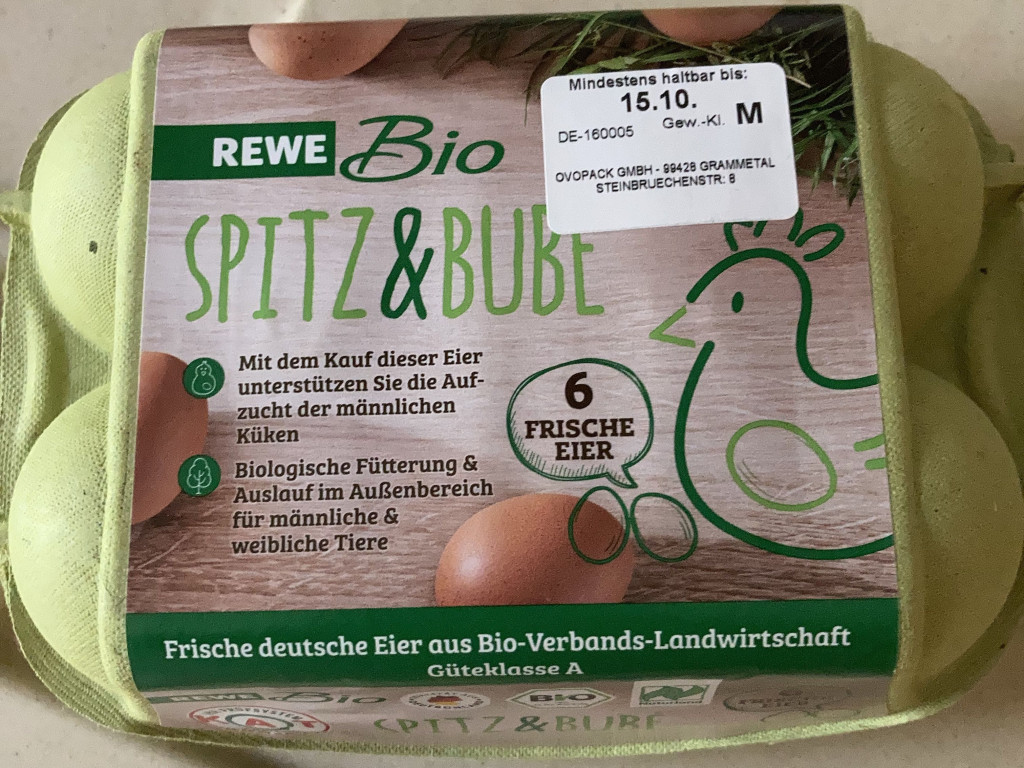 Mindestens haltbar bis:
15.10.
DE-160005 Gew.-Kl. M
OVOPACK GMBH - 99428 GRAMMETAL
STEINBRUECHENSTR: 8
REWE Bio
SPITZ & BUBE
Mit dem Kauf dieser Eier
unterstützen Sie die Auf-
zucht der männlichen
Küken
6
FRISCHE
EIER
Biologische Fütterung &
Auslauf im Außenbereich
für männliche &
weibliche Tiere
Frische deutsche Eier aus Bio-Verbands-Landwirtschaft
Güteklasse A
REWE Bio
BIO
KAT
SPITZ & BUBE